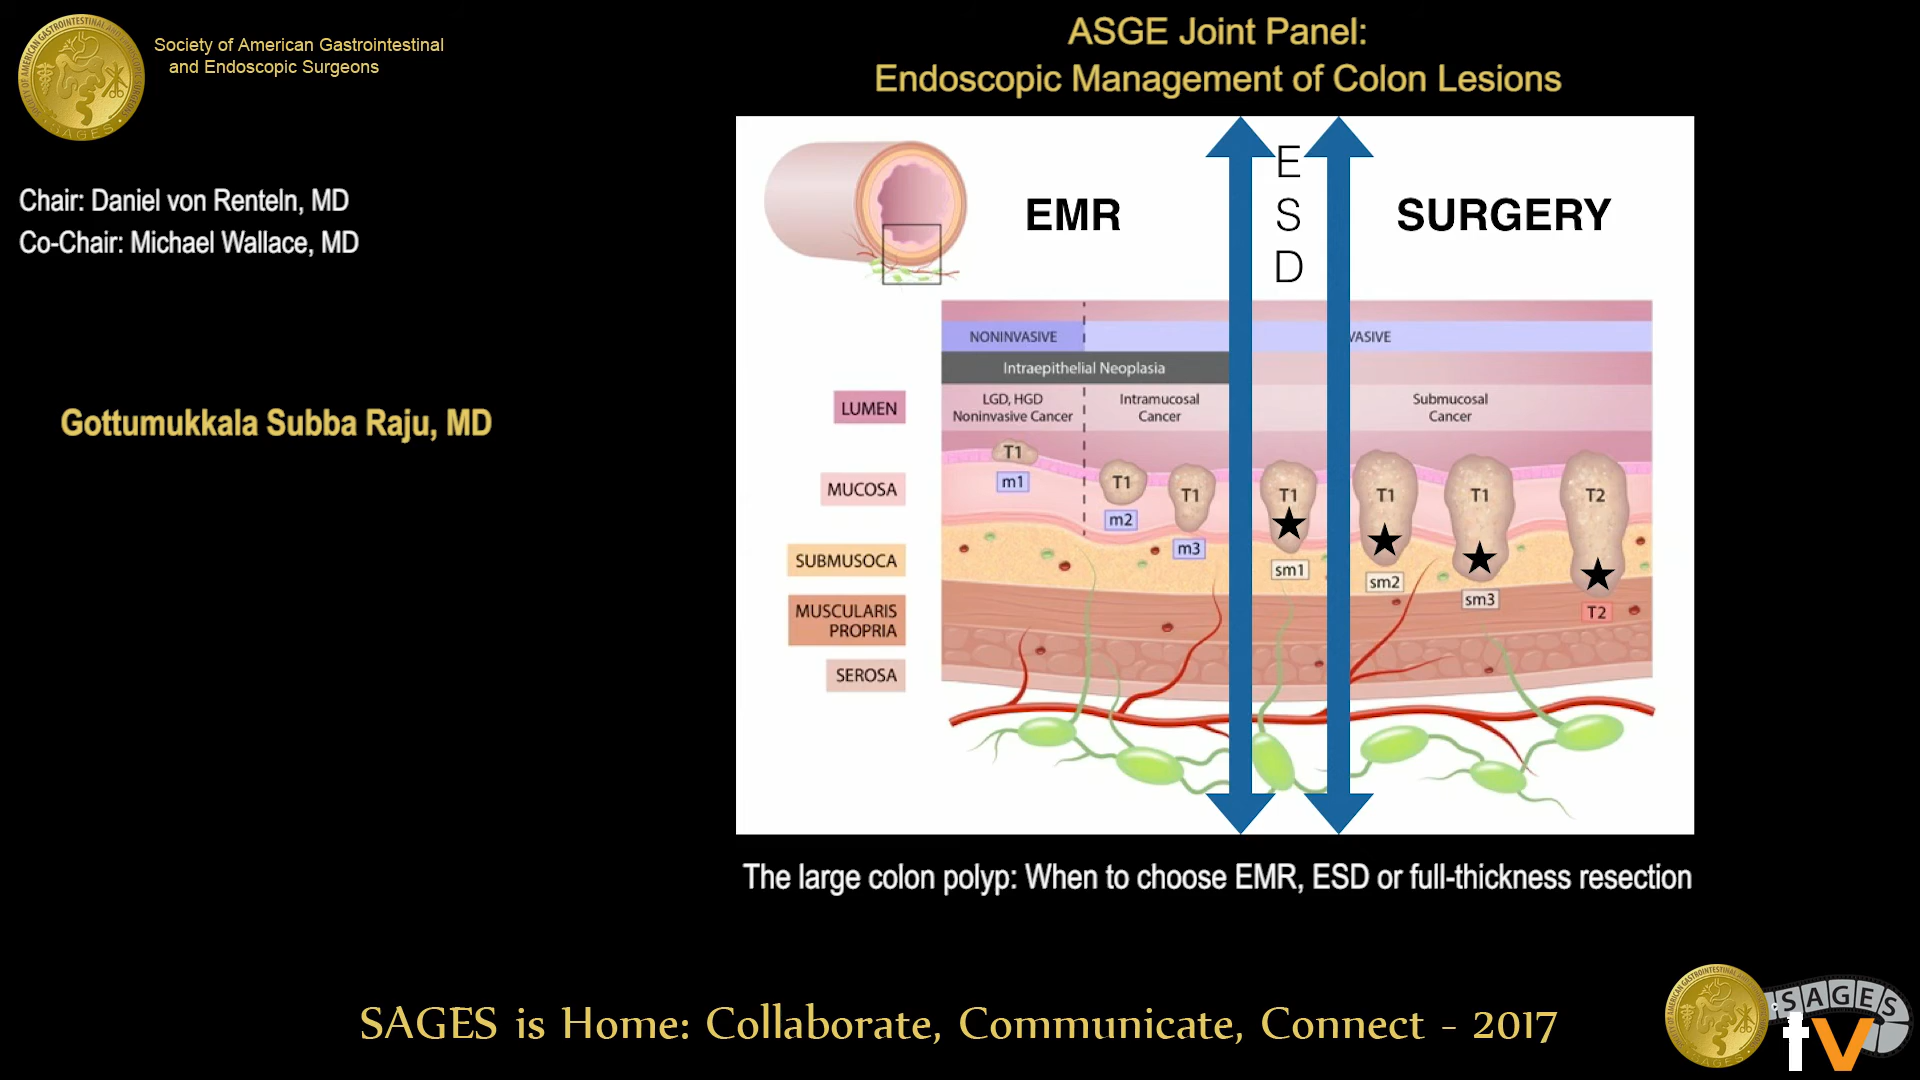 Society of American Gastrointestinal
and Endoscopic Surgeons
ASGE Joint Panel:
Endoscopic Management of Colon Lesions
Chair: Daniel von Renteln, MD
Co-Chair: Michael Wallace, MD
Gottumukkala Subba Raju, MD
EMR
E
S
D
SURGERY
NONINVASIVE
VASIVE
Intraepithelial Neoplasia
LUMEN
LGD, HGD
Noninvasive Cancer
Intramucosal
Cancer
Submucosal
Cancer
MUCOSA
T1
m1
T1
m2
T1
m3
T1
sm1
T1
sm2
T1
sm3
T2
T2
SUBMUSOCA
MUSCULARIS
PROPRIA
SEROSA
The large colon polyp: When to choose EMR, ESD or full-thickness resection
SAGES is Home: Collaborate, Communicate, Connect - 2017
SAGES
tv